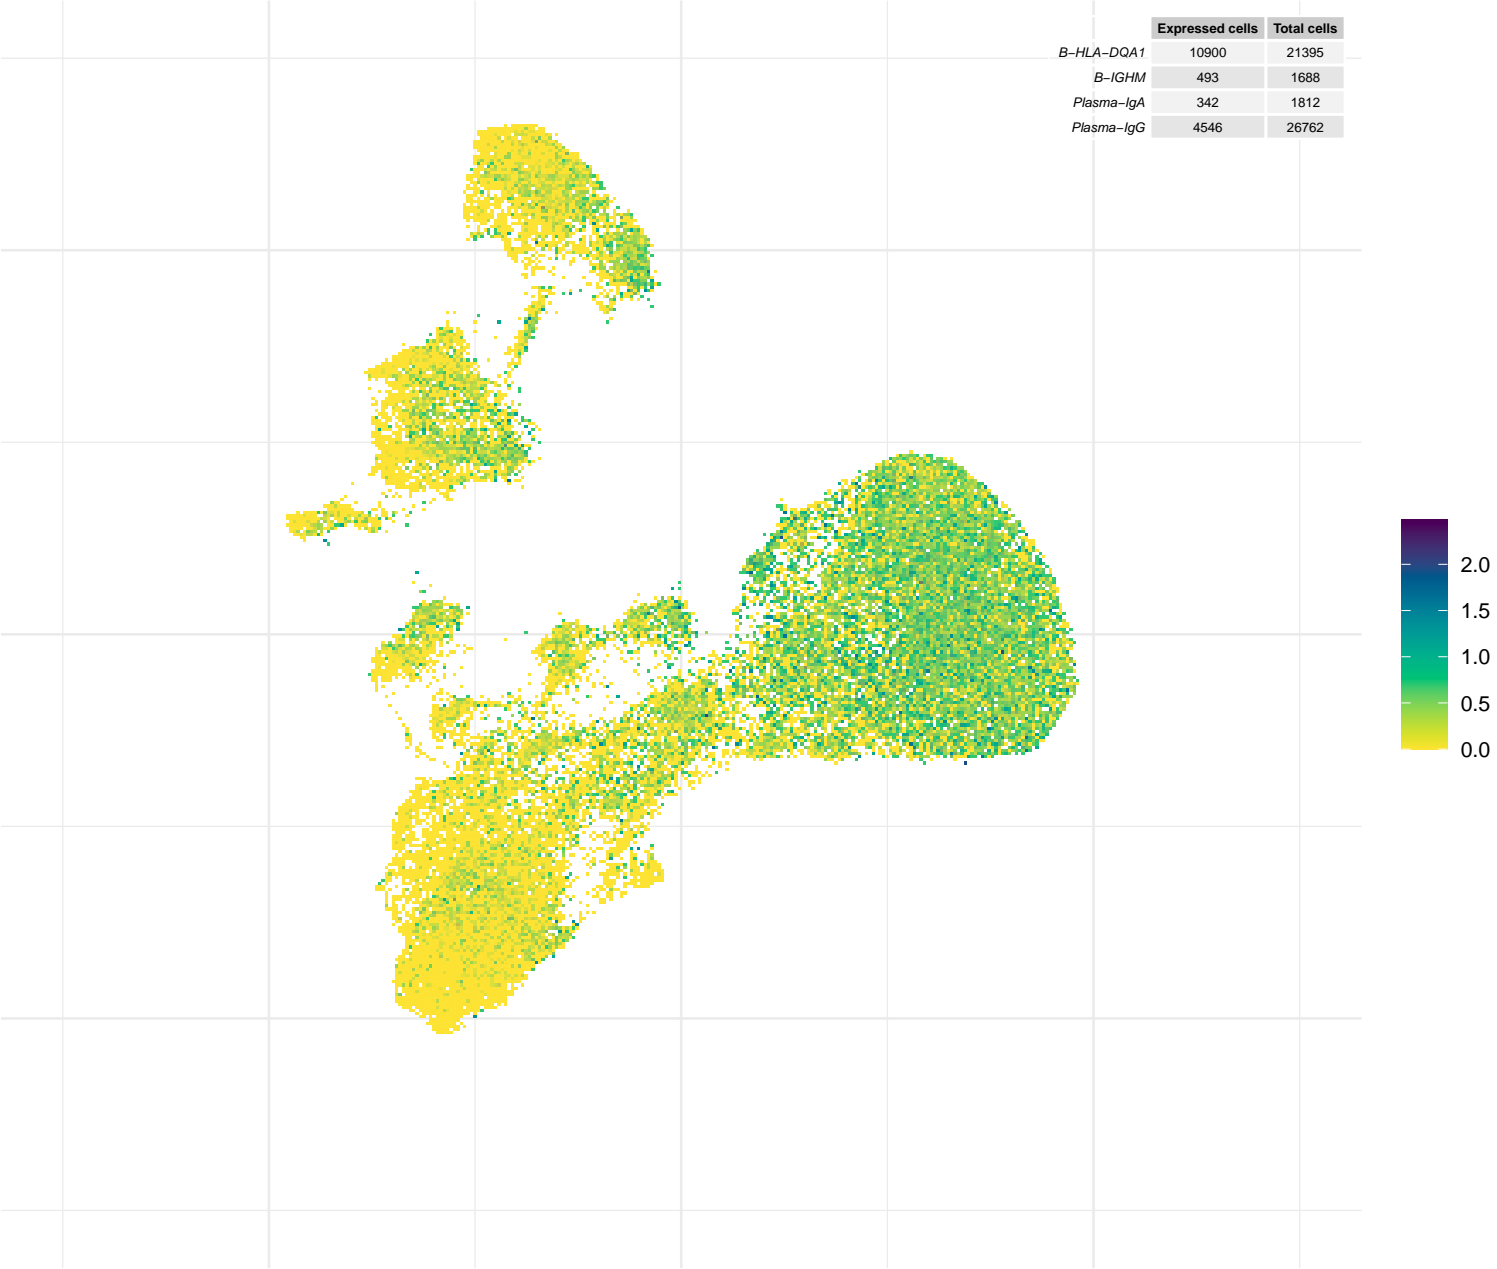 Expressed cells Total cells
B−HLA−DQA1 10900 21395
B−IGHM 493 1688
Plasma−IgA 342 1812
Plasma−IgG 4546 26762
2.0
1.5
1.0
0.5
0.0